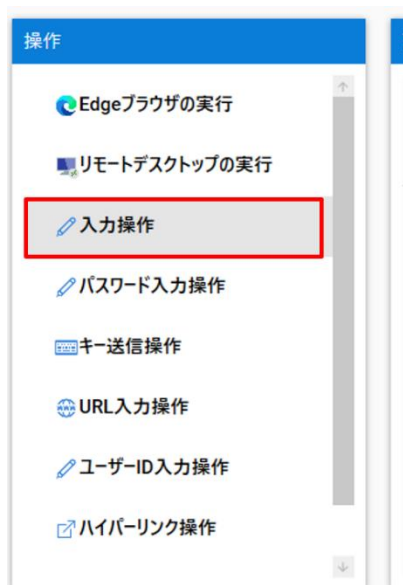 操作
Edgeブラウザの実行
リモートデスクトップの実行
入力操作
パスワード入力操作
キー送信操作
URL入力操作
ユーザーID入力操作
ハイパーリンク操作